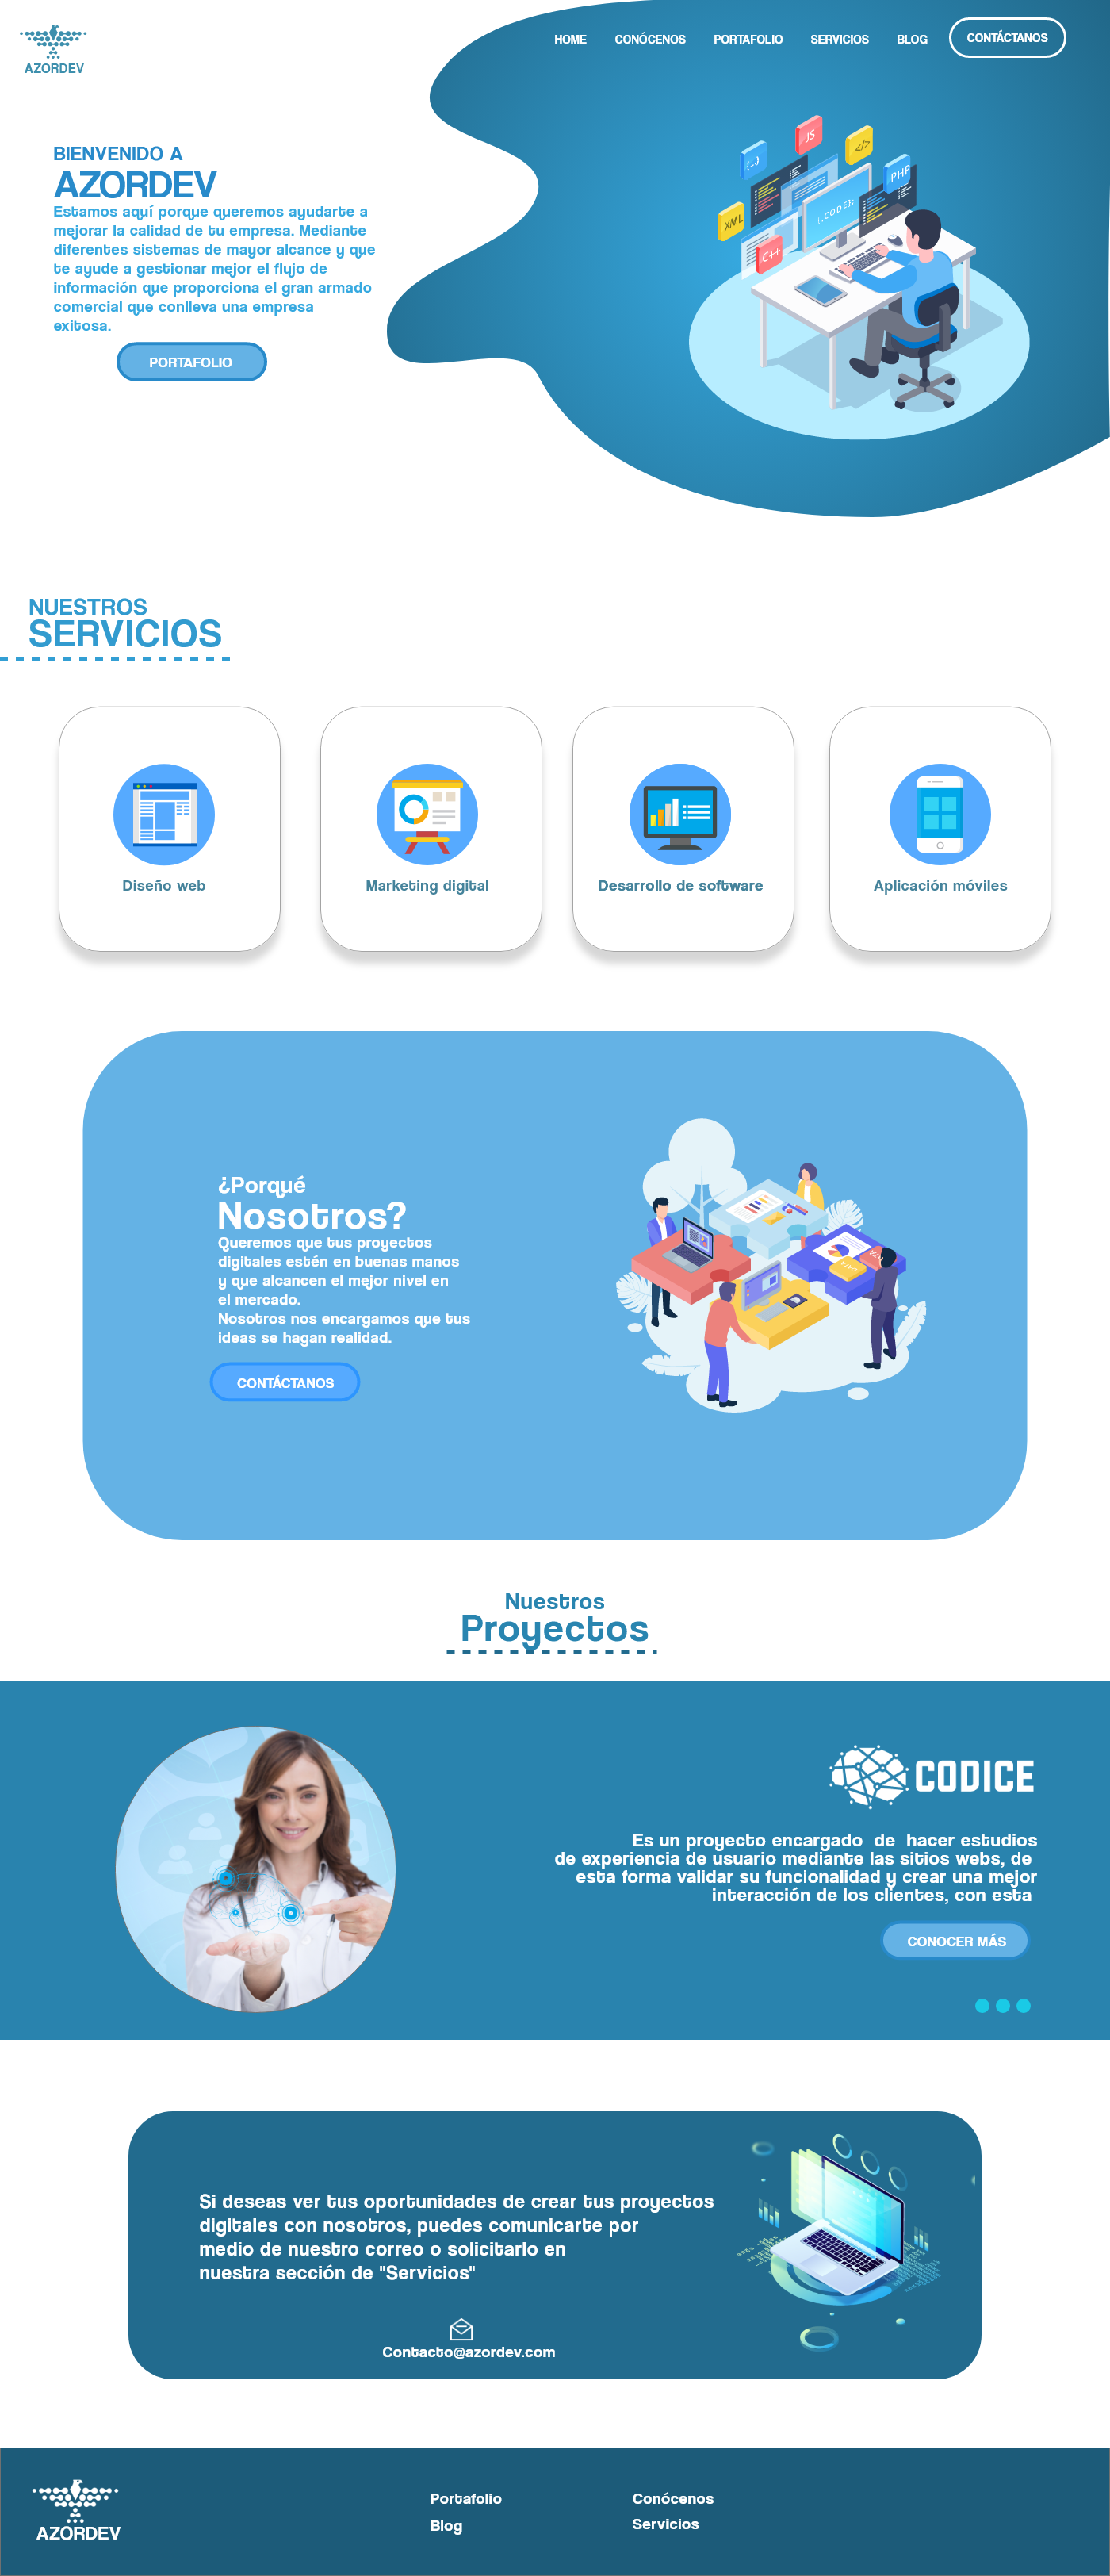 AZORDEV
HOME CONÓCENOS PORTAFOLIO SERVICIOS BLOG CONTÁCTANOS
BIENVENIDO A
AZORDEV
Estamos aquí porque queremos ayudarte a
mejorar la calidad de tu empresa. Mediante
diferentes sistemas de mayor alcance y que
te ayude a gestionar mejor el flujo de
información que proporciona el gran armado
comercial que conlleva una empresa
exitosa.
PORTAFOLIO
{...}
JS
</>
PHP
XML
[.CODE];
C++
NUESTROS
SERVICIOS
Diseño web
Marketing digital
Desarrollo de software
Aplicación móviles
¿Porqué
Nosotros?
Queremos que tus proyectos
digitales estén en buenas manos
y que alcancen el mejor nivel en
el mercado.
Nosotros nos encargamos que tus
ideas se hagan realidad.
CONTÁCTANOS
Nuestros
Proyectos
CODICE
Es un proyecto encargado de hacer estudios
de experiencia de usuario mediante las sitios webs, de
esta forma validar su funcionalidad y crear una mejor
interacción de los clientes, con esta
CONOCER MÁS
Si deseas ver tus oportunidades de crear tus proyectos
digitales con nosotros, puedes comunicarte por
medio de nuestro correo o solicitarlo en
nuestra sección de "Servicios"
Contacto@azordev.com
AZORDEV
Portafolio
Blog
Conócenos
Servicios